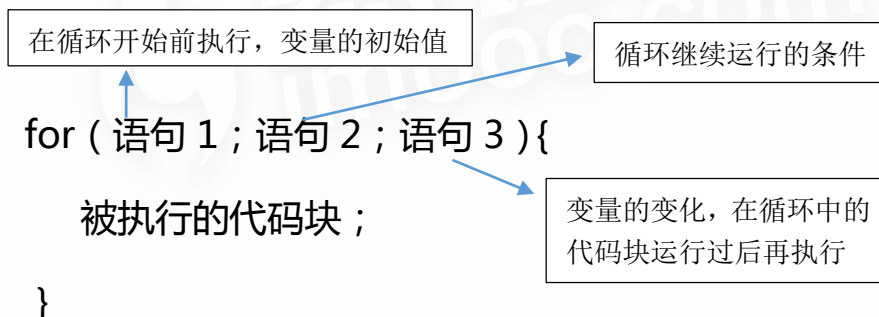 在循环开始前执行，变量的初始值
循环继续运行的条件
for ( 语句 1 ; 语句 2 ; 语句 3 ) {
被执行的代码块 ;
变量的变化，在循环中的
代码块运行过后再执行
}